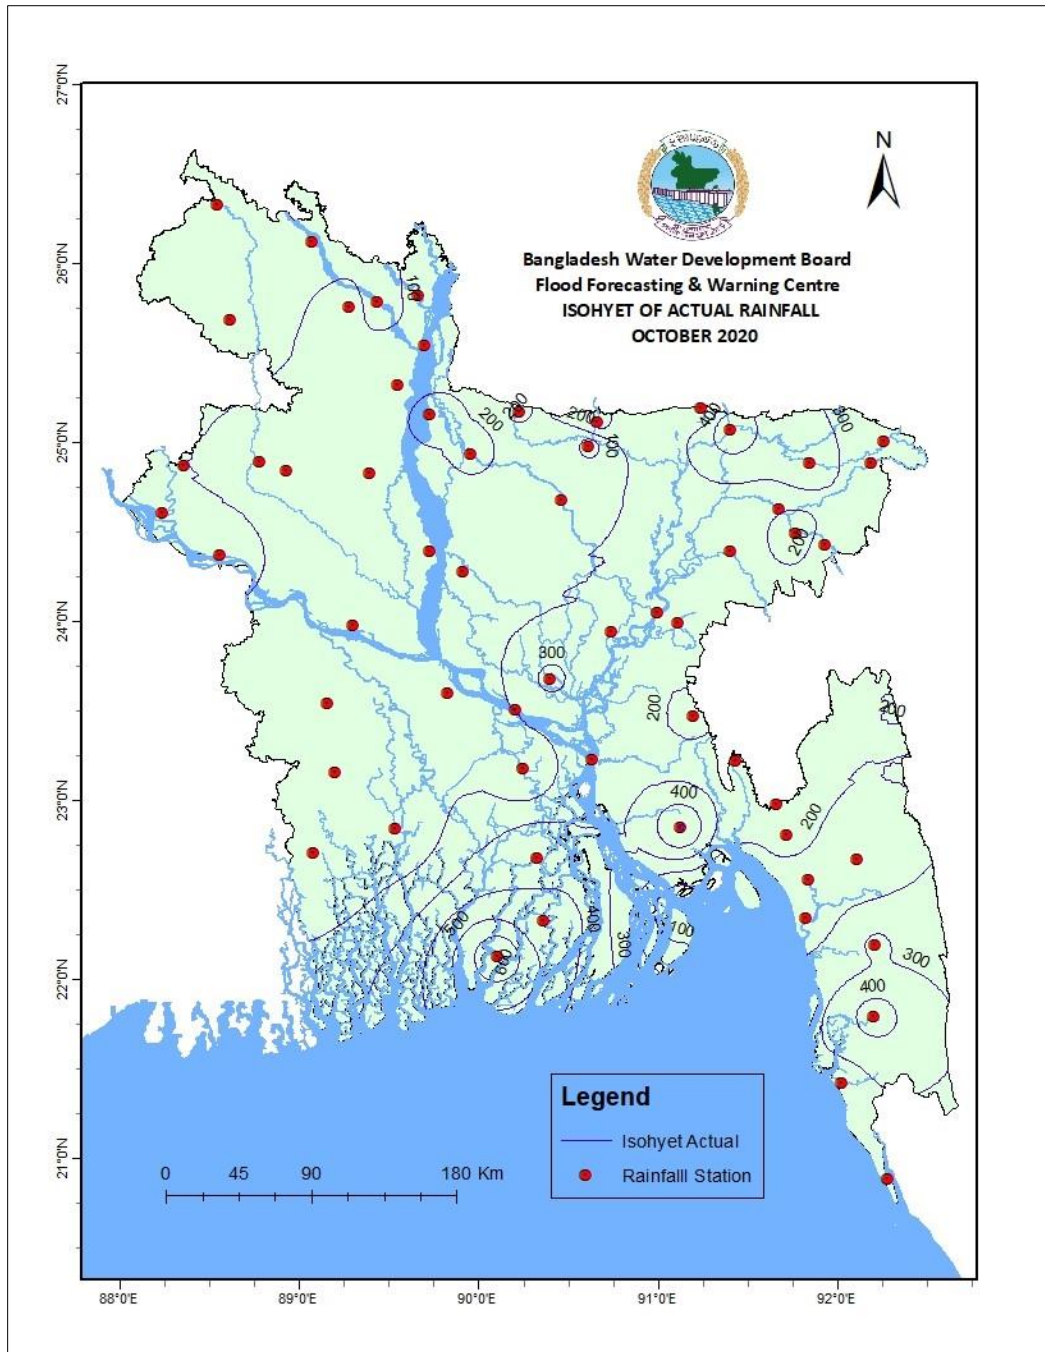 27°0'N
N
Bangladesh Water Development Board
Flood Forecasting & Warning Centre
ISOHYET OF ACTUAL RAINFALL
OCTOBER 2020
26°0'N
100
200
200
200
100
400
300
25°0'N
200
24°0'N
300
200
200
23°0'N
400
200
500
400
300
100
600
300
400
22°0'N
Legend
Isohyet Actual
Rainfalll Station
0 45 90 180 Km
21°0'N
88°0'E 89°0'E 90°0'E 91°0'E 92°0'E